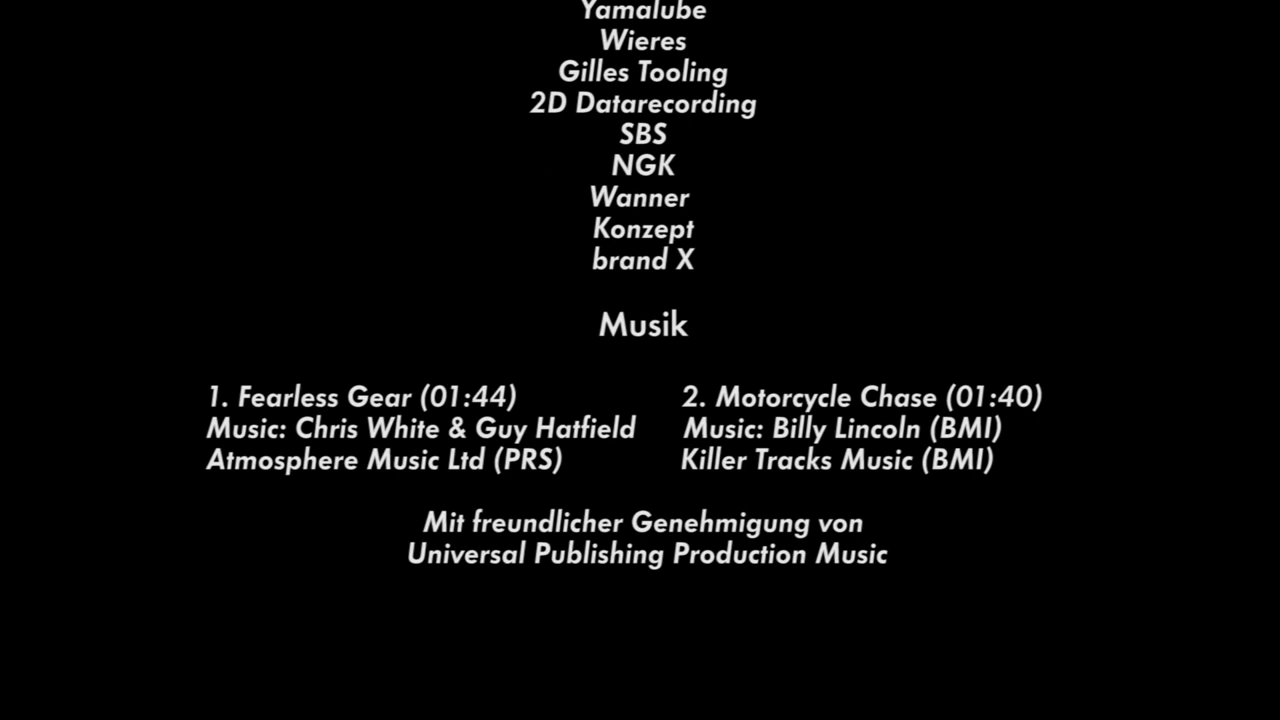 Yamalube
Wieres
Gilles Tooling
2D Datarecording
SBS
NGK
Wanner
Konzept
brand X
Musik
1. Fearless Gear (01:44)
Music: Chris White & Guy Hatfield
Atmosphere Music Ltd (PRS)
2. Motorcycle Chase (01:40)
Music: Billy Lincoln (BMI)
Killer Tracks Music (BMI)
Mit freundlicher Genehmigung von
Universal Publishing Production Music